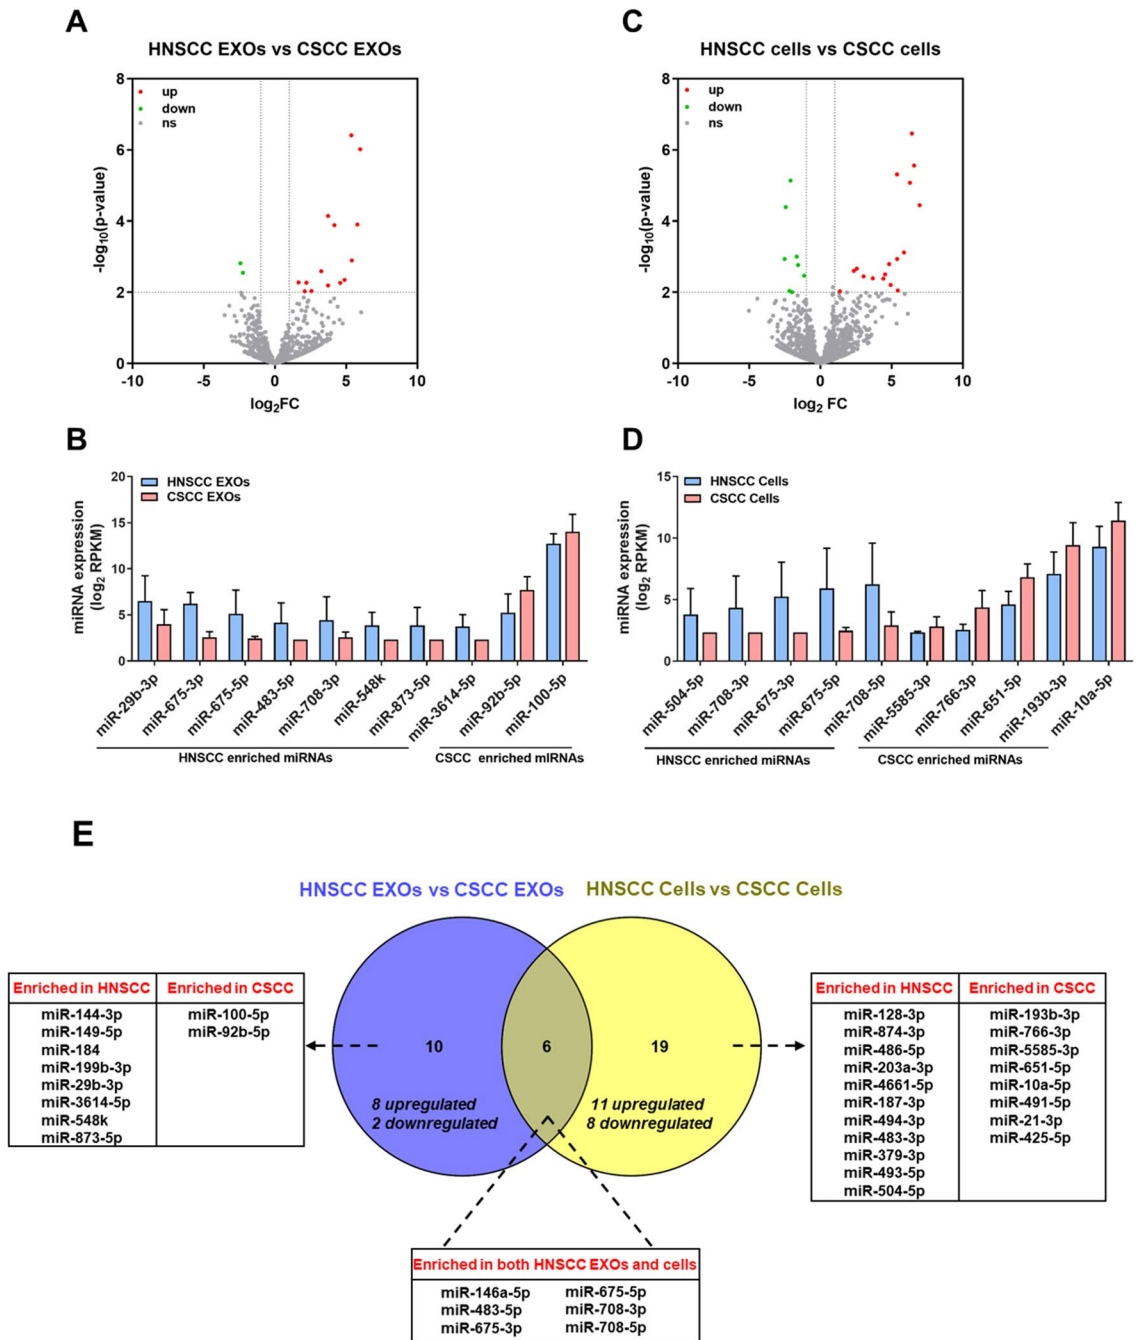 A
HNSCC EXOs vs CSCC EXOs
8
6
4
2
0
-log10(p-value)
up
down
ns
-10
-5
0
5
10
log2FC
C
HNSCC cells vs CSCC cells
8
6
4
2
0
-log10(p-value)
up
down
ns
-10
-5
0
5
10
log2 FC
B
20
15
10
5
0
miRNA expression
(log2 RPKM)
HNSCC EXOs
CSCC EXOs
miR-29b-3p
miR-675-3p
miR-675-5p
miR-483-5p
miR-708-3p
miR-548k
miR-873-5p
miR-3614-5p
miR-92b-5p
miR-100-5p
HNSCC enriched miRNAs
CSCC enriched miRNAs
D
15
10
5
0
miRNA expression
(log2 RPKM)
HNSCC Cells
CSCC Cells
miR-504-5p
miR-708-3p
miR-675-3p
miR-675-5p
miR-708-5p
miR-5585-3p
miR-766-3p
miR-651-5p
miR-193b-3p
miR-10a-5p
HNSCC enriched miRNAs
CSCC enriched miRNAs
E
HNSCC EXOs vs CSCC EXOs
HNSCC Cells vs CSCC Cells
10
6
19
8 upregulated
2 downregulated
11 upregulated
8 downregulated
Enriched in HNSCC
miR-144-3p
miR-149-5p
miR-184
miR-199b-3p
miR-29b-3p
miR-3614-5p
miR-548k
miR-873-5p
Enriched in CSCC
miR-100-5p
miR-92b-5p
Enriched in HNSCC
miR-128-3p
miR-874-3p
miR-486-5p
miR-203a-3p
miR-4661-5p
miR-187-3p
miR-494-3p
miR-483-3p
miR-379-3p
miR-493-5p
miR-504-5p
Enriched in CSCC
miR-193b-3p
miR-766-3p
miR-5585-3p
miR-651-5p
miR-10a-5p
miR-491-5p
miR-21-3p
miR-425-5p
Enriched in both HNSCC EXOs and cells
miR-146a-5p
miR-483-5p
miR-675-3p
miR-675-5p
miR-708-3p
miR-708-5p